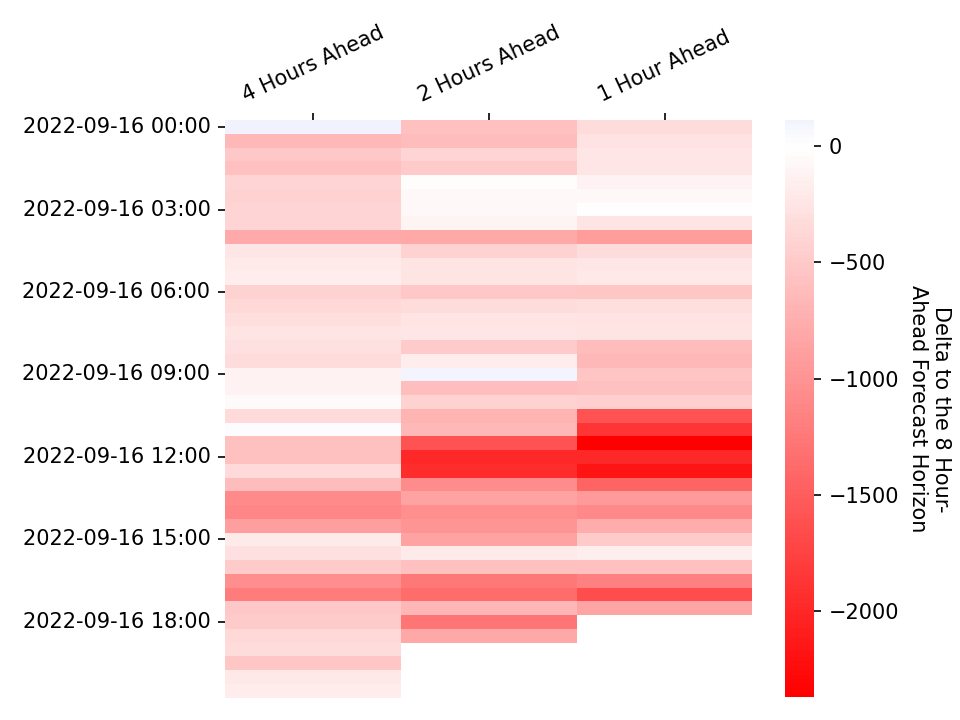 4 Hours Ahead
2 Hours Ahead
1 Hour Ahead
2022-09-16 00:00
2022-09-16 03:00
2022-09-16 06:00
2022-09-16 09:00
2022-09-16 12:00
2022-09-16 15:00
2022-09-16 18:00
0
−500
−1000
−1500
−2000
Delta to the 8 Hour-
Ahead Forecast Horizon